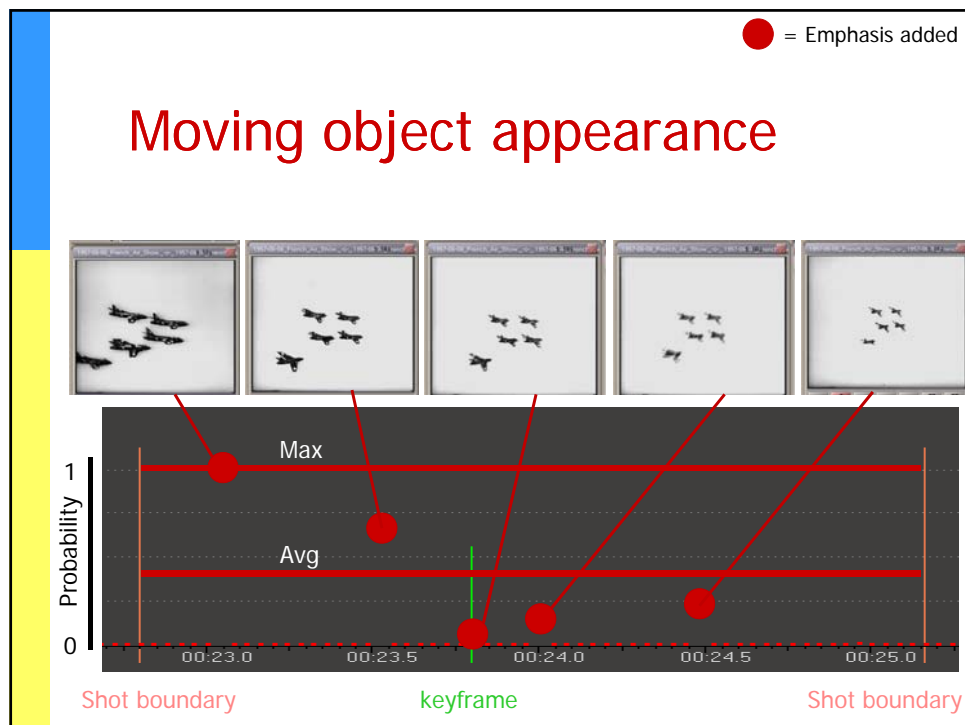 = Emphasis added
Moving object appearance
Max
1
Probability
Avg
0
00:23.0 00:23.5 00:24.0 00:24.5 00:25.0
Shot boundary keyframe Shot boundary